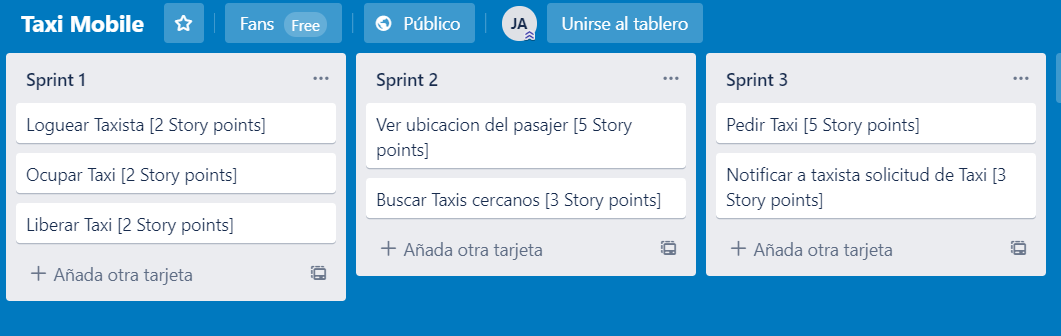 Taxi Mobile
Fans Free
Público
JA
Unirse al tablero
Sprint 1
Loguear Taxista [2 Story points]
Ocupar Taxi [2 Story points]
Liberar Taxi [2 Story points]
Añada otra tarjeta
Sprint 2
Ver ubicacion del pasajer [5 Story
points]
Buscar Taxis cercanos [3 Story points]
Añada otra tarjeta
Sprint 3
Pedir Taxi [5 Story points]
Notificar a taxista solicitud de Taxi [3
Story points]
Añada otra tarjeta